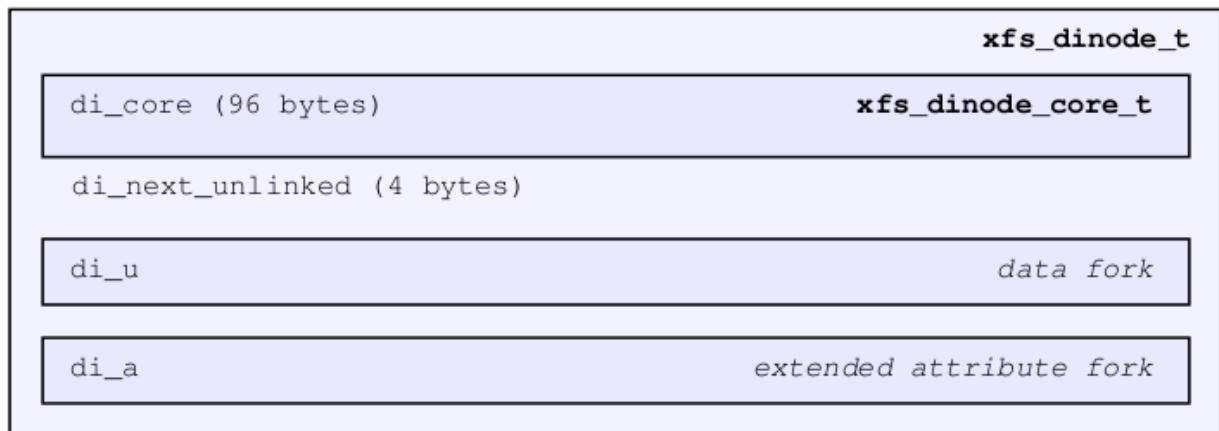 xfs_dinode_t
di_core (96 bytes) xfs_dinode_core_t
di_next_unlinked (4 bytes)
di_u data fork
di_a extended attribute fork